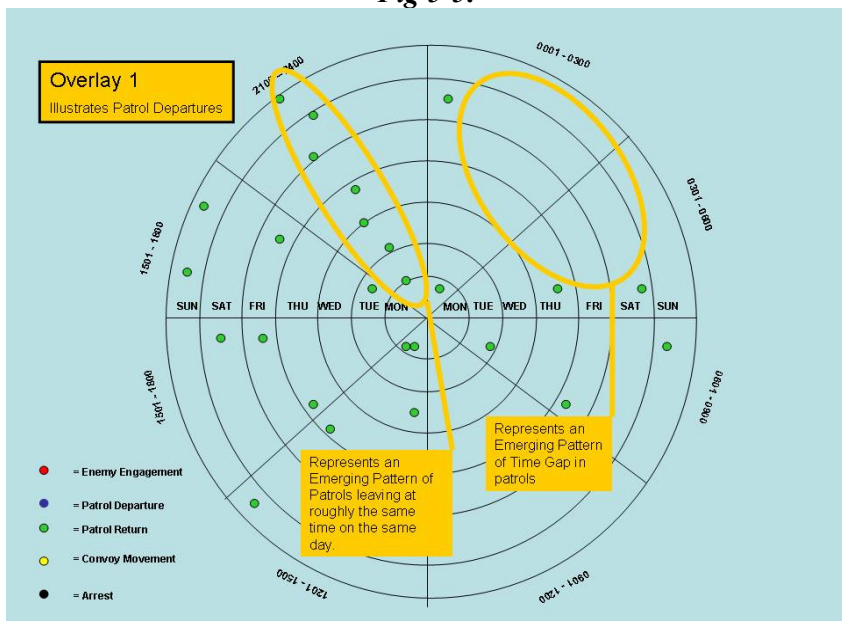 Fig 3-3.
Overlay 1
Illustrates Patrol Departures
0001 - 0300
0301 - 0600
1501 - 1800
SUN SAT FRI THU WED TUE MON MON TUE WED THU FRI SAT SUN
1501 - 1800
0601 - 0900
Represents an
Emerging Pattern
of Time Gap in
patrols
Represents an
Emerging Pattern of
Patrols leaving at
roughly the same
time on the same
day.
= Enemy Engagement
= Patrol Departure
= Patrol Return
= Convoy Movement
= Arrest
1201 - 1500
0901 - 1200